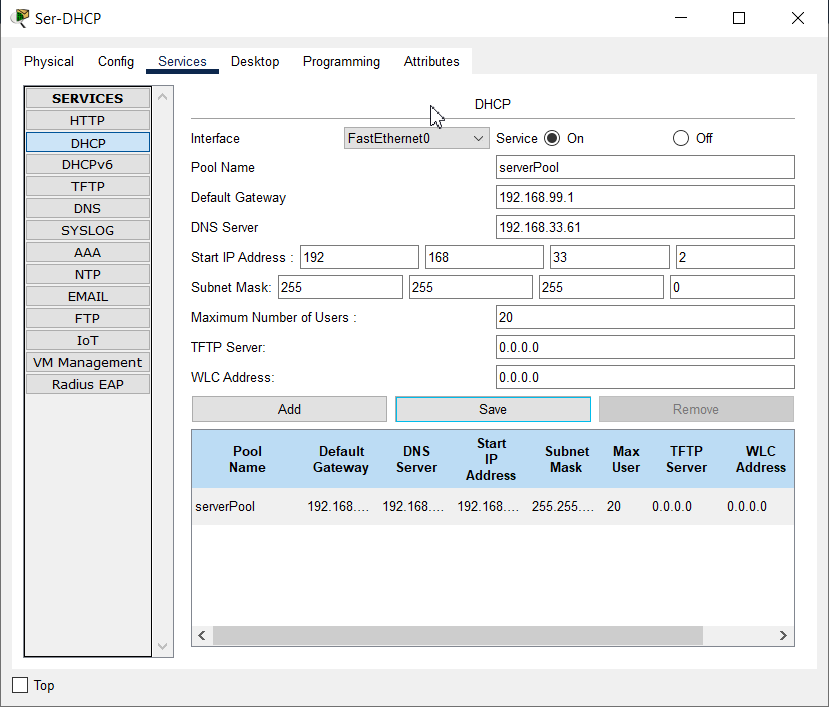 Ser-DHCP
Physical Config Services Desktop Programming Attributes
SERVICES
HTTP
DHCP
DHCPv6
TFTP
DNS
SYSLOG
AAA
NTP
EMAIL
FTP
IoT
VM Management
Radius EAP
DHCP
Interface FastEthernet0 Service On Off
Pool Name serverPool
Default Gateway 192.168.99.1
DNS Server 192.168.33.61
Start IP Address : 192 168 33 2
Subnet Mask: 255 255 255 0
Maximum Number of Users : 20
TFTP Server: 0.0.0.0
WLC Address: 0.0.0.0
Add Save Remove
Pool Name Default Gateway DNS Server Start IP Address Subnet Mask Max User TFTP Server WLC Address
serverPool 192.168.... 192.168.... 192.168.... 255.255.... 20 0.0.0.0 0.0.0.0
Top